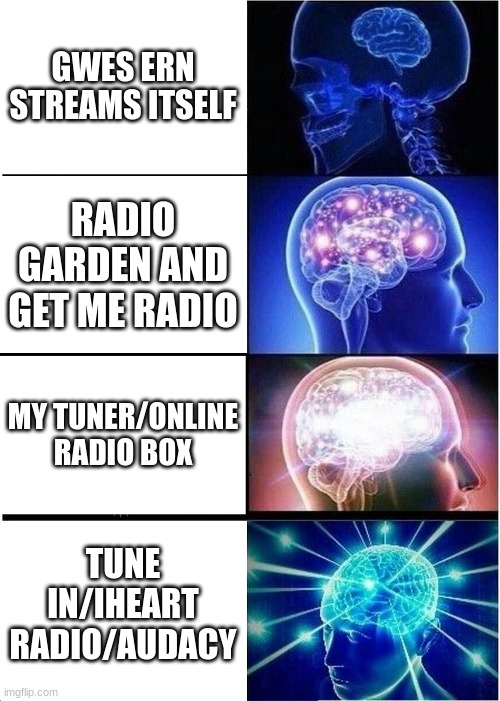 GWES ERN
STREAMS ITSELF
RADIO
GARDEN AND
GET ME RADIO
MY TUNER/ONLINE
RADIO BOX
TUNE
IN/IHEART
RADIO/AUDACY
imgflip.com